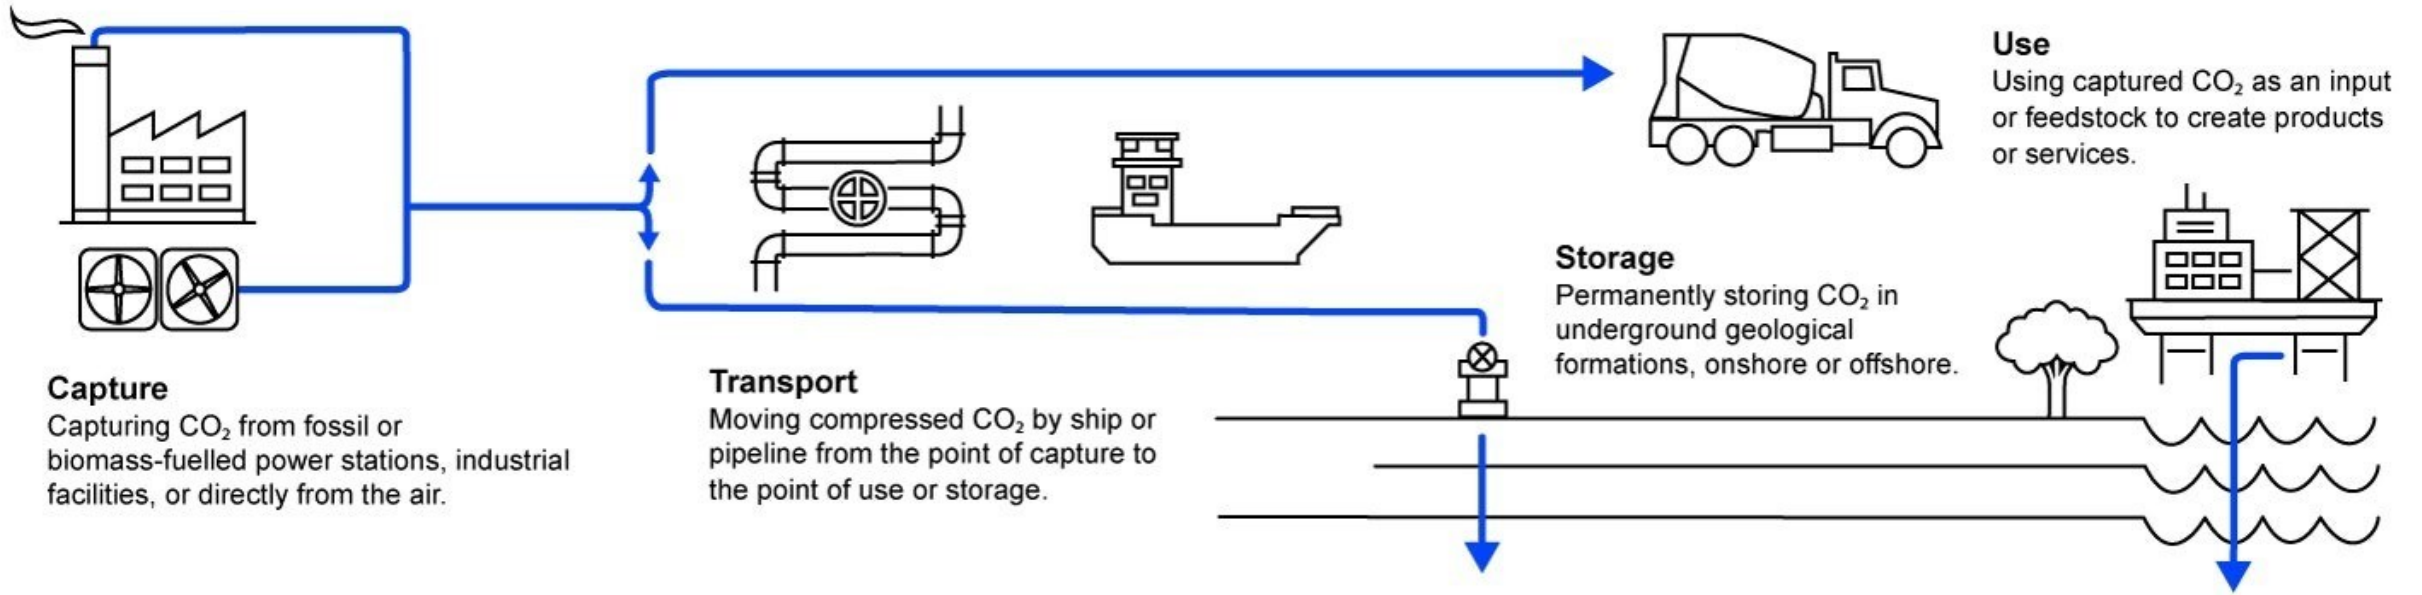 Capture
Capturing CO₂ from fossil or
biomass-fuelled power stations, industrial
facilities, or directly from the air.
Transport
Moving compressed CO₂ by ship or
pipeline from the point of capture to
the point of use or storage.
Use
Using captured CO₂ as an input
or feedstock to create products
or services.
Storage
Permanently storing CO₂ in
underground geological
formations, onshore or offshore.